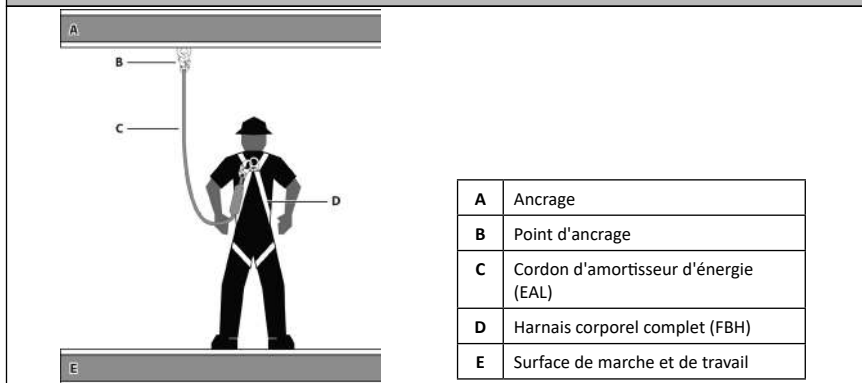 A
B
C
D
E
A Ancrage
B Point d'ancrage
C Cordon d'amortisseur d'énergie
(EAL)
D Harnais corporel complet (FBH)
E Surface de marche et de travail